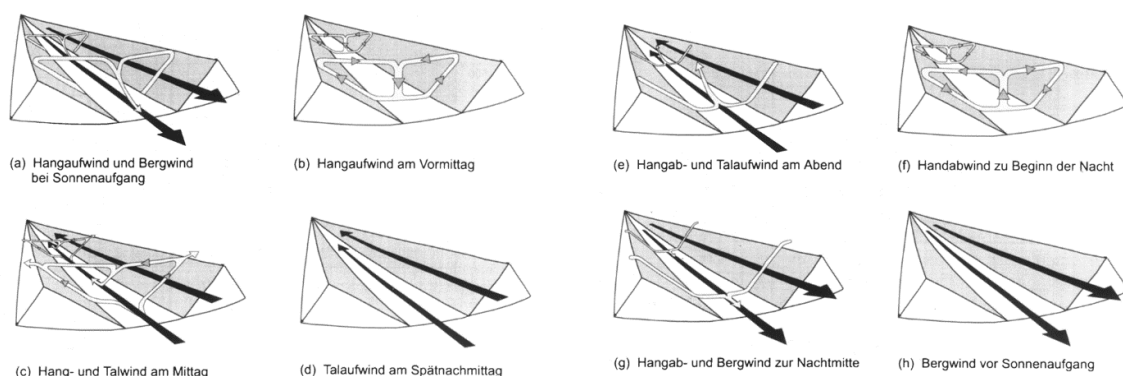 (a) Hangaufwind und Bergwind
bei Sonnenaufgang
(b) Hangaufwind am Vormittag
(e) Hangab- und Talaufwind am Abend
(f) Handabwind zu Beginn der Nacht
(c) Hang- und Talwind am Mittag
(d) Talaufwind am Spätnachmittag
(g) Hangab- und Bergwind zur Nachtmitte
(h) Bergwind vor Sonnenaufgang